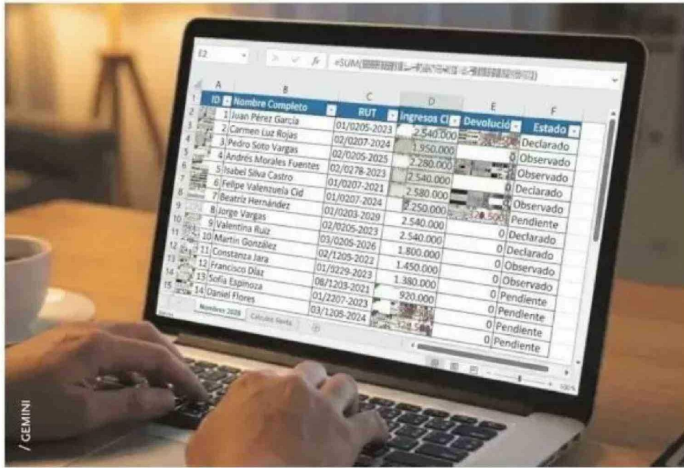 E2 fx =SUM(
A B C D E F
1 ID Nombre Completo RUT Ingresos Cl Devolució Estado
2 1 Juan Pérez García 01/0205-2023 2.540.000 Declarado
3 2 Carmen Luz Rojas 02/0207-2024 1.950.000 0 Observado
3 Pedro Soto Vargas 02/0205-2025 2.280.000 Observado
4 Andrés Morales Fuentes 02/0278-2023 2.540.000 0 Declarado
5 Isabel Silva Castro 01/0207-2021 2.580.000 Observado
6 Felipe Valenzuela Cid 01/0207-2024 2.250.000 Pendiente
7 Beatriz Hernández 01/0203-2029 2.540.000 0 Declarado
8 Jorge Vargas 02/0205-2023 2.540.000 0 Declarado
9 Valentina Ruiz 03/0205-2026 1.800.000 0 Observado
10 Martín González 02/1205-2022 1.450.000 0 Observado
11 Constanza Jara 01/0229-2023 1.380.000 0 Pendiente
12 Francisco Díaz 06/1203-2021 920.000 0 Pendiente
13 Sofía Espinoza 01/2207-2023 0 Pendiente
14 Daniel Flores 03/1205-2024 0 Pendiente
100%
/ GEMINI